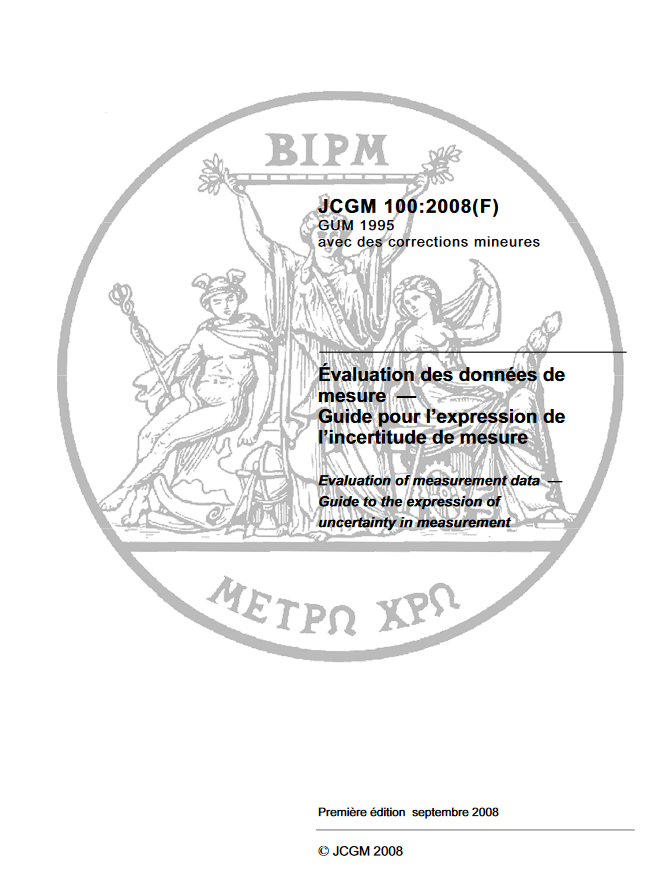 BIPM
JCGM 100:2008(F)
GUM 1995
avec des corrections mineures
Évaluation des données de
mesure —
Guide pour l’expression de
l’incertitude de mesure
Evaluation of measurement data —
Guide to the expression of
uncertainty in measurement
ΜΕΤΡΩ ΧΡΩ
Première édition septembre 2008
© JCGM 2008